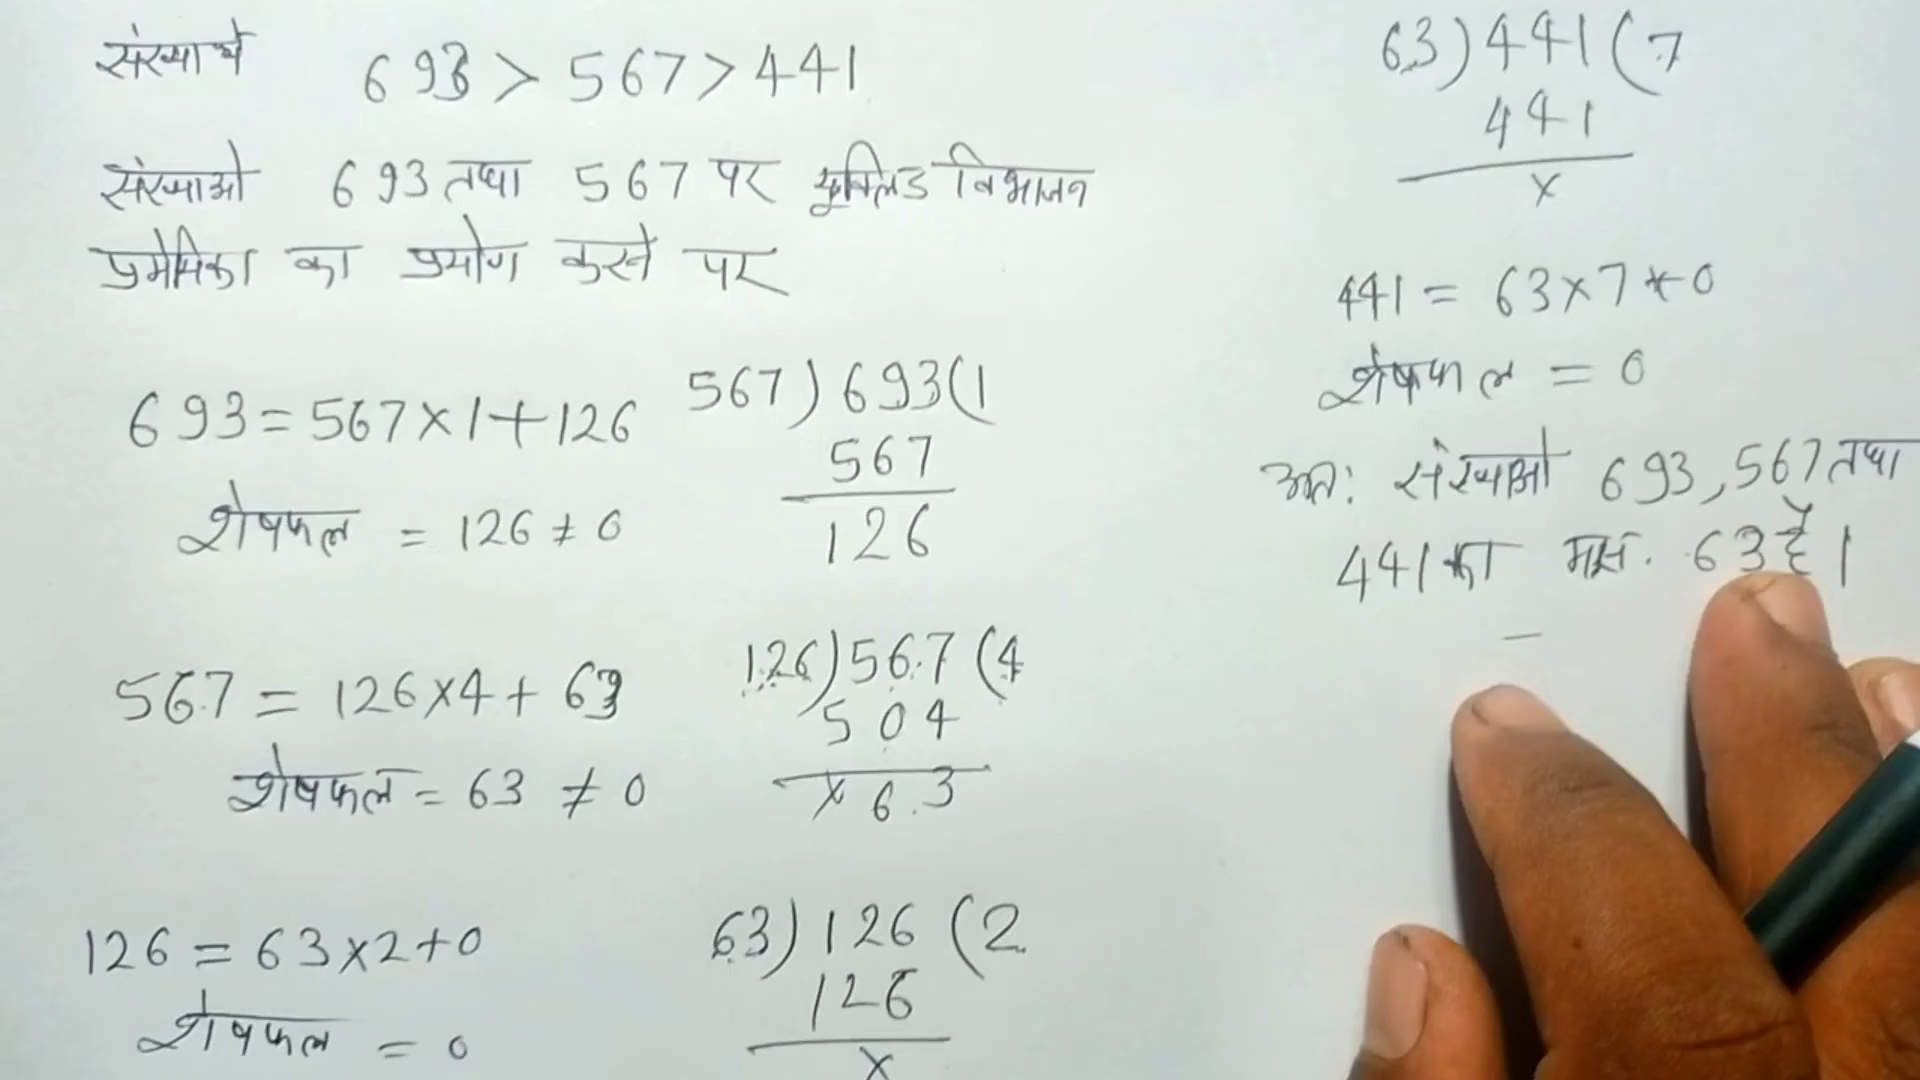 संख्याये 693 > 567 > 441
संख्याओ 693 तथा 567 पर युक्लिड विभाजन
प्रमेमिका का प्रयोग करने पर
693 = 567 × 1 + 126
शेषफल = 126 ≠ 0
567 ) 693 ( 1
567
126
567 = 126 × 4 + 63
शेषफल = 63 ≠ 0
126 ) 567 ( 4
504
× 63
126 = 63 × 2 + 0
शेषफल = 0
63 ) 126 ( 2
126
×
63 ) 441 ( 7
441
×
441 = 63 × 7 + 0
शेषफल = 0
अतः संख्याओ 693, 567 तथा
441 का मस. 63 है।